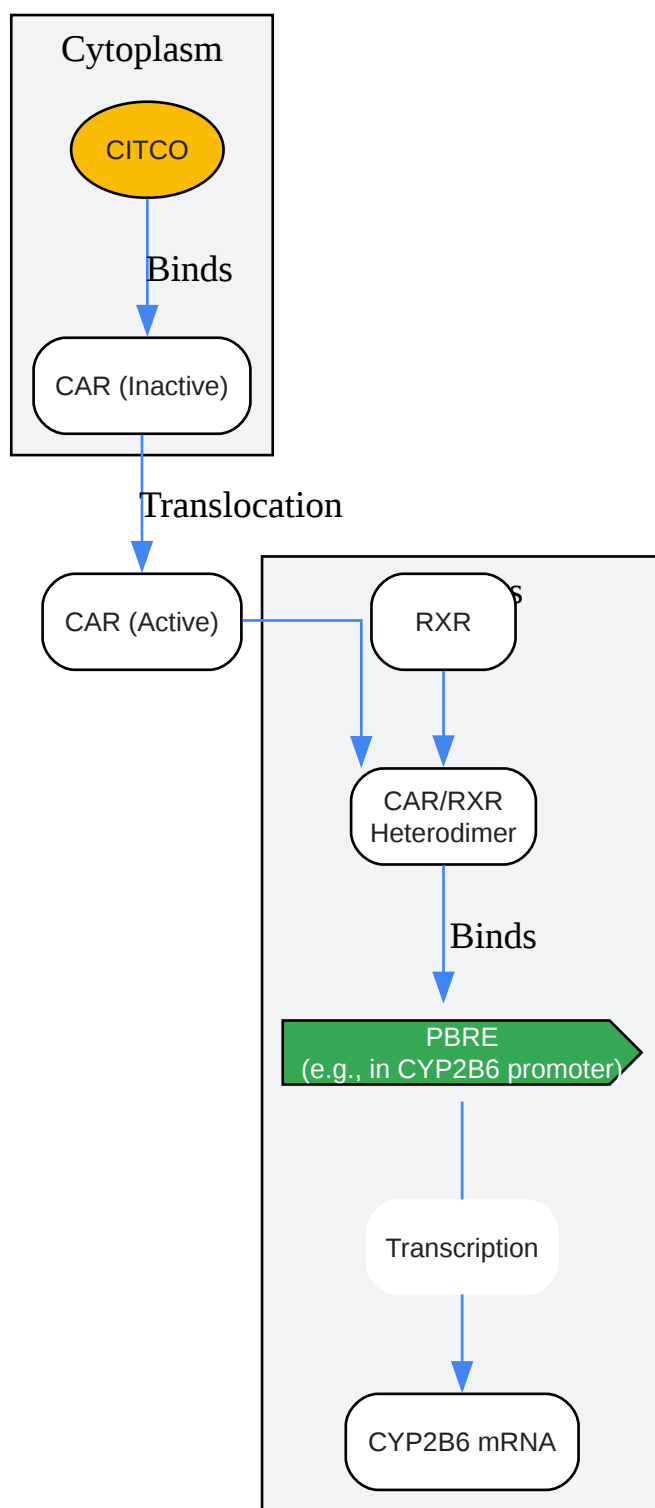 Cytoplasm
CITCO
Binds
CAR (Inactive)
Translocation
CAR (Active)
RXR
CAR/RXR
Heterodimer
Binds
PBRE
(e.g., in CYP2B6 promoter)
Transcription
CYP2B6 mRNA